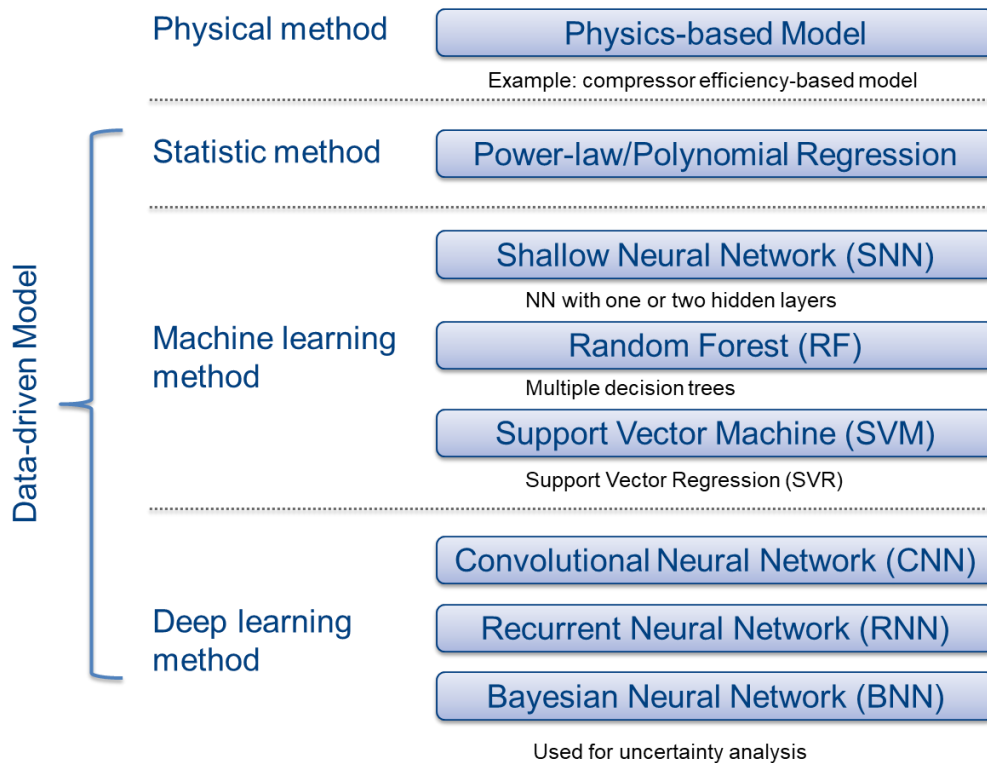 Physical method
Physics-based Model
Example: compressor efficiency-based model
Data-driven Model
Statistic method
Power-law/Polynomial Regression
Machine learning
method
Shallow Neural Network (SNN)
NN with one or two hidden layers
Random Forest (RF)
Multiple decision trees
Support Vector Machine (SVM)
Support Vector Regression (SVR)
Deep learning
method
Convolutional Neural Network (CNN)
Recurrent Neural Network (RNN)
Bayesian Neural Network (BNN)
Used for uncertainty analysis